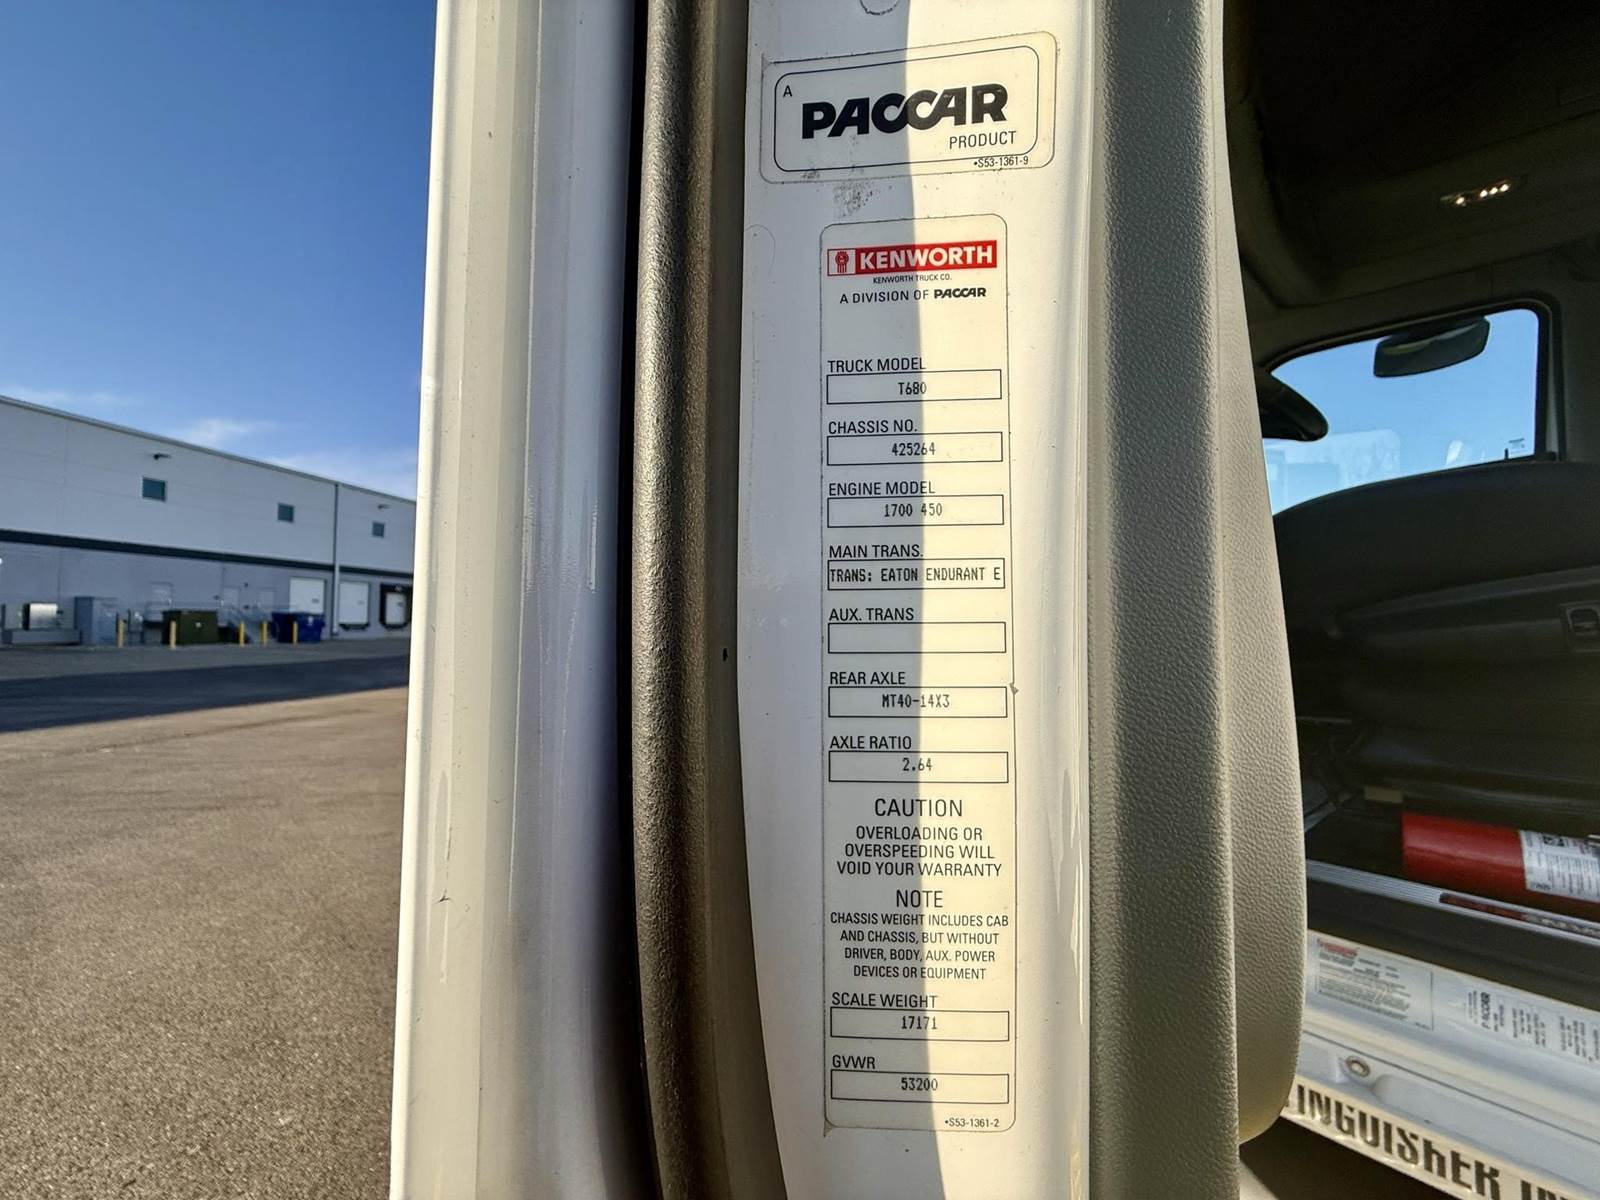 A
PACCAR
PRODUCT
•S53-1361-9
KENWORTH
KENWORTH TRUCK CO.
A DIVISION OF PACCAR
TRUCK MODEL
T680
CHASSIS NO.
425264
ENGINE MODEL
1700 450
MAIN TRANS.
TRANS: EATON ENDURANT E
AUX. TRANS
REAR AXLE
MT40-14X3
AXLE RATIO
2.64
CAUTION
OVERLOADING OR
OVERSPEEDING WILL
VOID YOUR WARRANTY
NOTE
CHASSIS WEIGHT INCLUDES CAB
AND CHASSIS, BUT WITHOUT
DRIVER, BODY, AUX. POWER
DEVICES OR EQUIPMENT
SCALE WEIGHT
17171
GVWR
53200
•S53-1361-2
PACCAR
INGUISHER IN